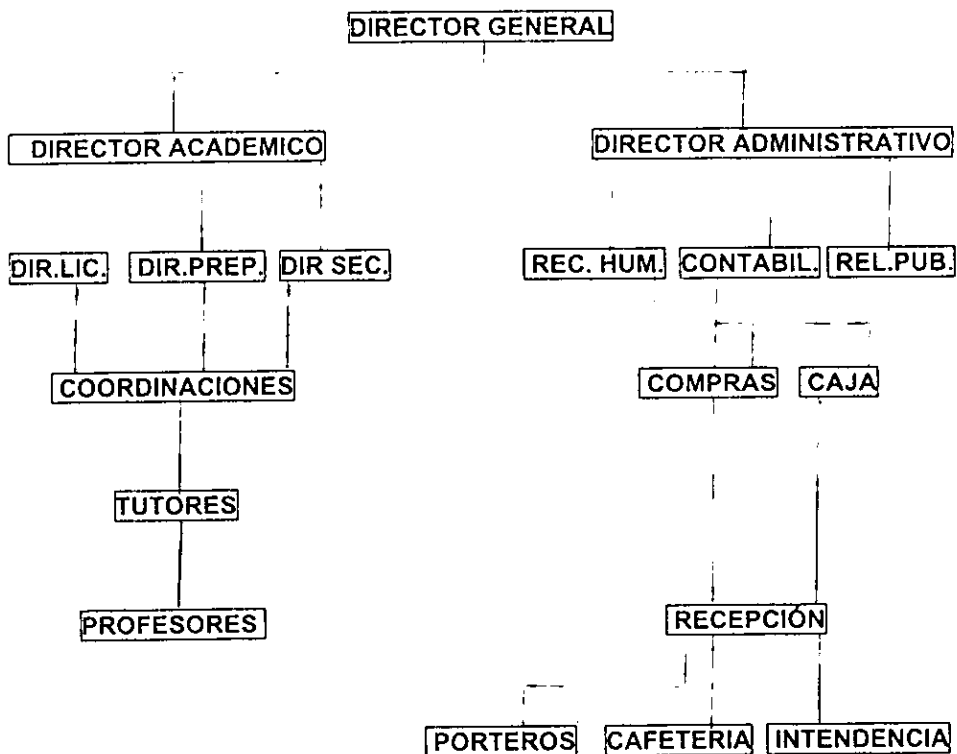 DIRECTOR GENERAL
DIRECTOR ACADEMICO DIRECTOR ADMINISTRATIVO
DIR.LIC. DIR.PREP. DIR SEC. REC. HUM. CONTABIL. REL.PUB.
COORDINACIONES COMPRAS CAJA
TUTORES
PROFESORES RECEPCIÓN
PORTEROS CAFETERIA INTENDENCIA